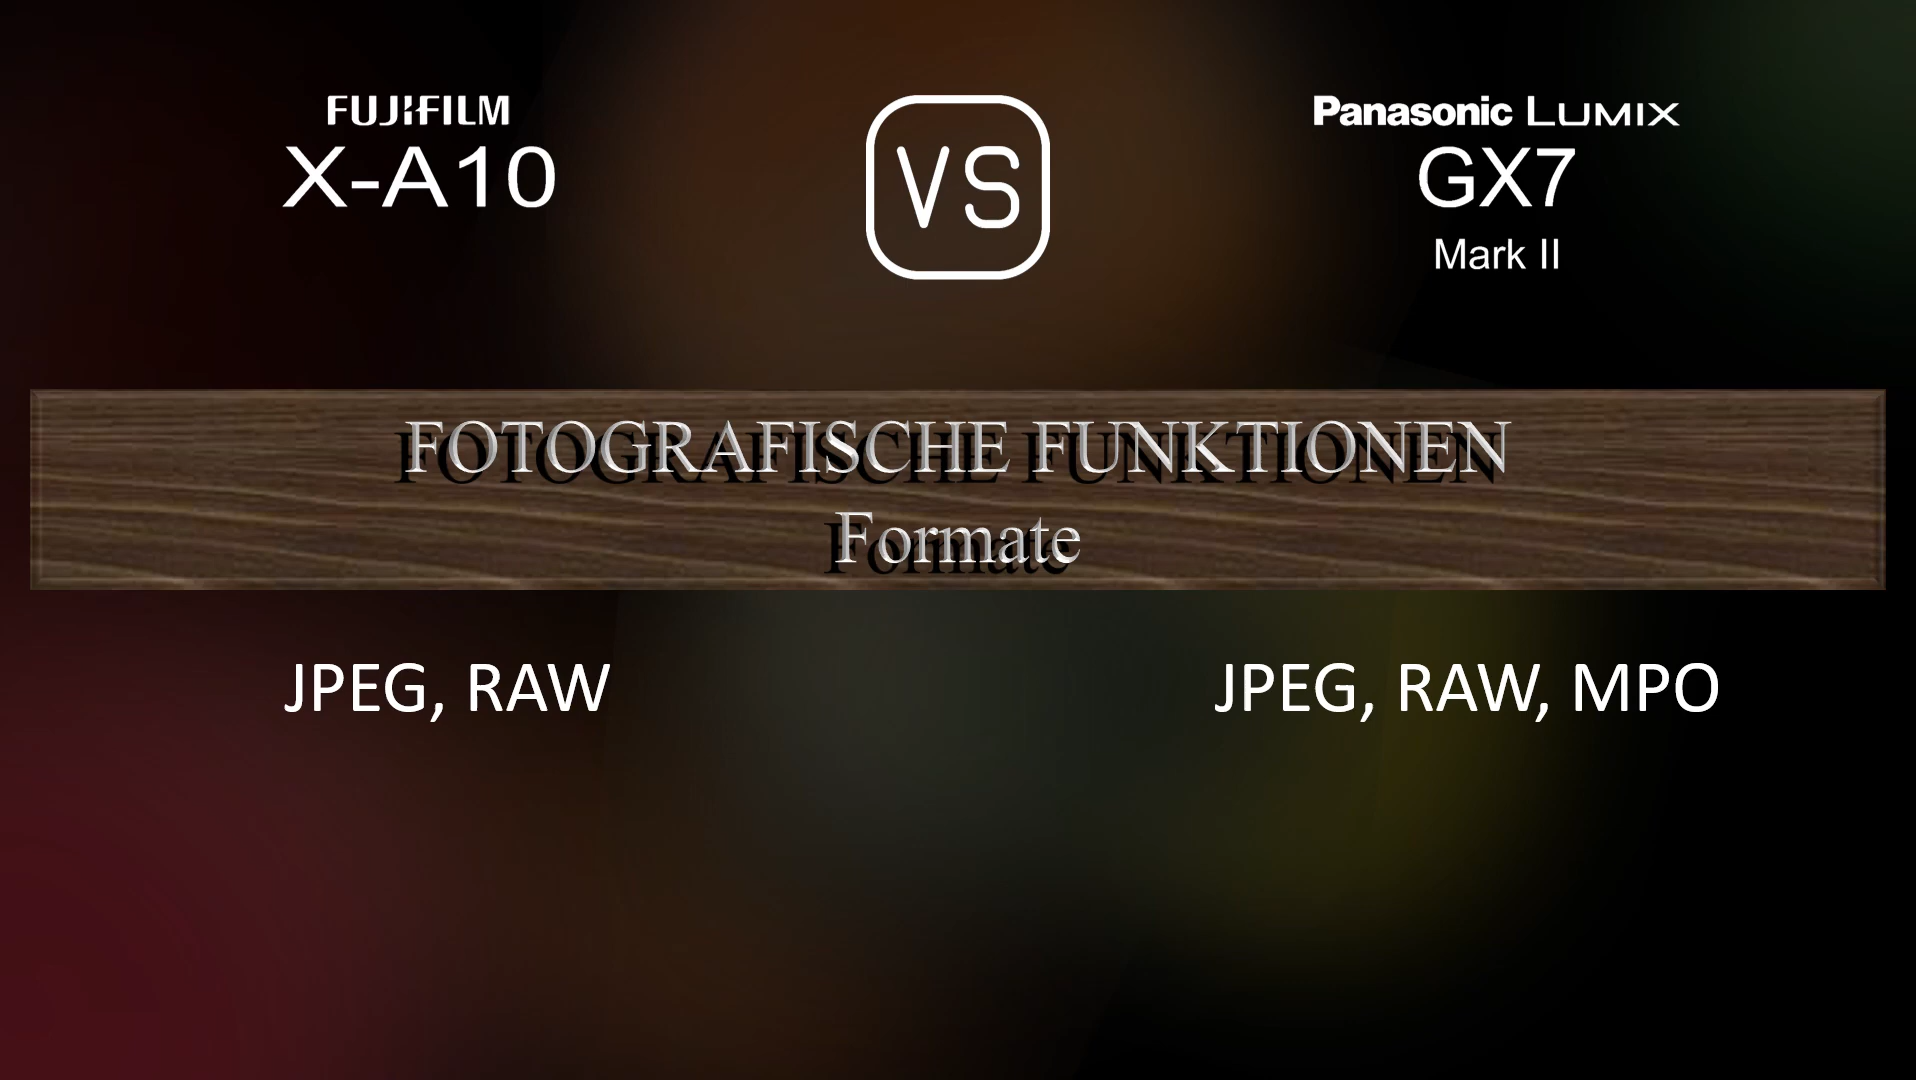 FUJIFILM
X-A10
VS
Panasonic LUMIX
GX7
Mark II
FOTOGRAFISCHE FUNKTIONEN
Formate
JPEG, RAW
JPEG, RAW, MPO